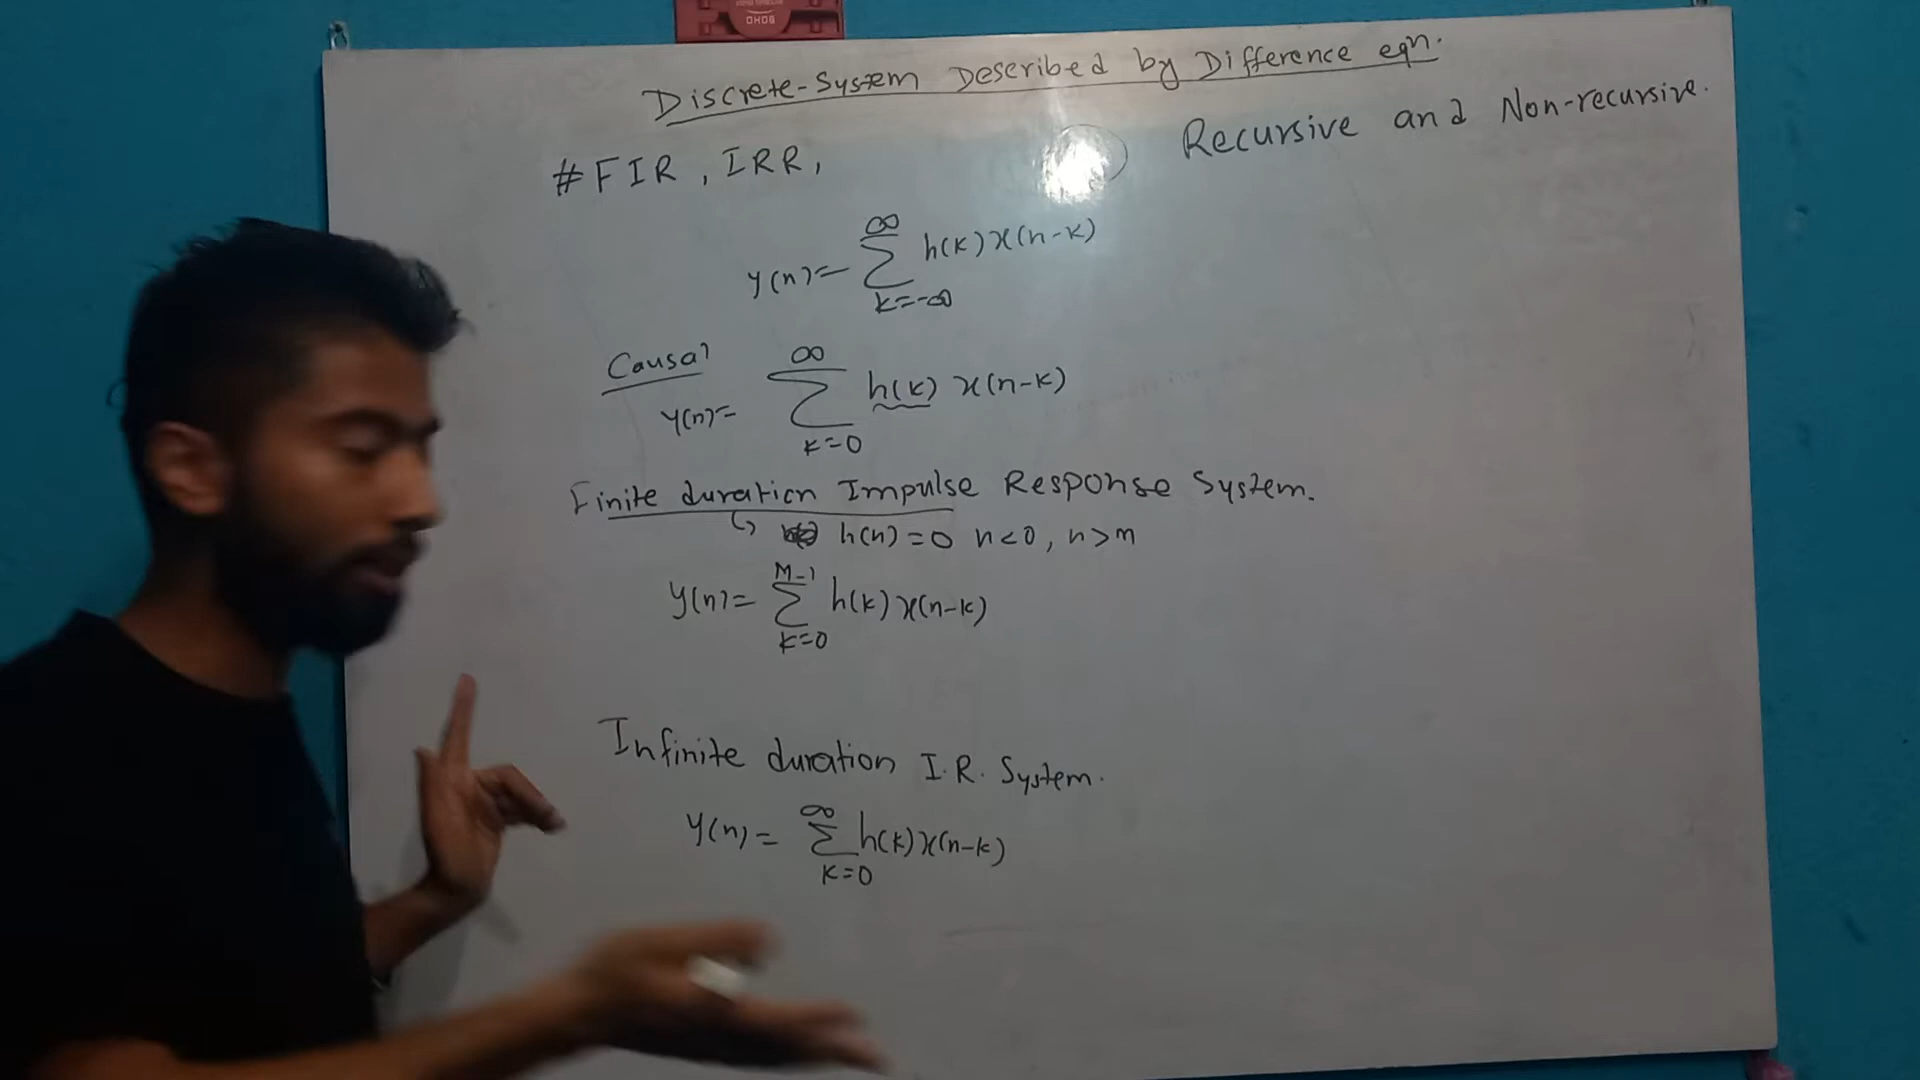 Discrete-System Described by Difference eqn.
#FIR, IRR,
Recursive and Non-recursive.
y(n)= ∞ Σ k=-∞ h(k) x(n-k)
Causal
y(n)= ∞ Σ k=0 h(k) x(n-k)
Finite duration Impulse Response System.
↳ h(n)=0 n<0, n>m
y(n)= M-1 Σ k=0 h(k) x(n-k)
Infinite duration I.R. System.
y(n)= ∞ Σ k=0 h(k) x(n-k)